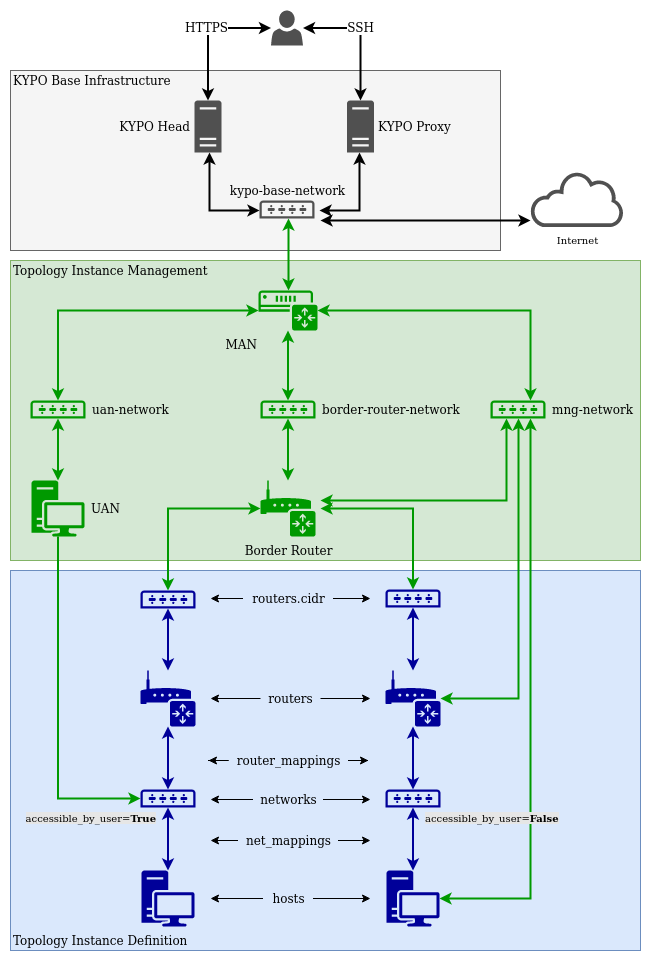 HTTPS
SSH
KYPO Base Infrastructure
KYPO Head
KYPO Proxy
kypo-base-network
Internet
Topology Instance Management
MAN
uan-network
border-router-network
mng-network
UAN
Border Router
routers.cidr
routers
router_mappings
networks
accessible_by_user=True
accessible_by_user=False
net_mappings
hosts
Topology Instance Definition